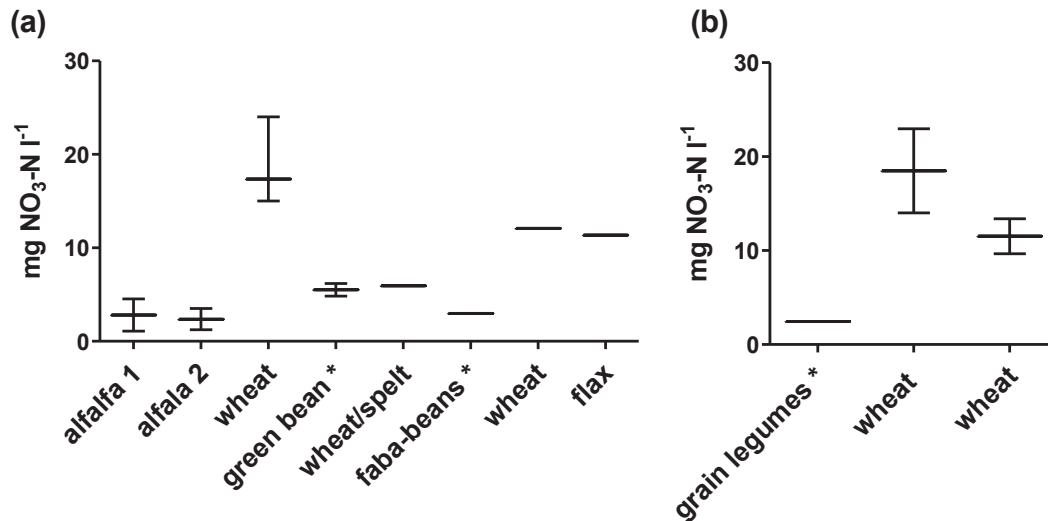 (a)
mg NO₃-N l⁻¹
30
20
10
0
alfalfa 1
alfala 2
wheat
green bean *
wheat/spelt
faba-beans *
wheat
flax
(b)
mg NO₃-N l⁻¹
30
20
10
0
grain legumes *
wheat
wheat